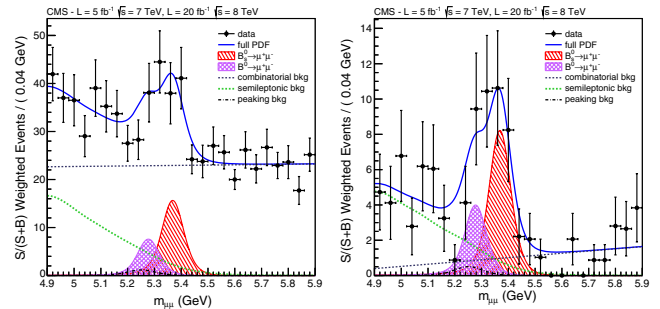 CMS - L = 5 fb⁻¹ √s = 7 TeV, L = 20 fb⁻¹ √s = 8 TeV
S/(S+B) Weighted Events / ( 0.04 GeV)
50
40
30
20
10
0
data
full PDF
B⁰ₛ→μ⁺μ⁻
B⁰→μ⁺μ⁻
combinatorial bkg
semileptonic bkg
peaking bkg
4.9 5 5.1 5.2 5.3 5.4 5.5 5.6 5.7 5.8 5.9
m_μμ (GeV)
CMS - L = 5 fb⁻¹ √s = 7 TeV, L = 20 fb⁻¹ √s = 8 TeV
S/(S+B) Weighted Events / ( 0.04 GeV)
14
12
10
8
6
4
2
0
data
full PDF
B⁰ₛ→μ⁺μ⁻
B⁰ₛ→μ⁺μ⁻
combinatorial bkg
semileptonic bkg
peaking bkg
4.9 5 5.1 5.2 5.3 5.4 5.5 5.6 5.7 5.8 5.9
m_μμ (GeV)